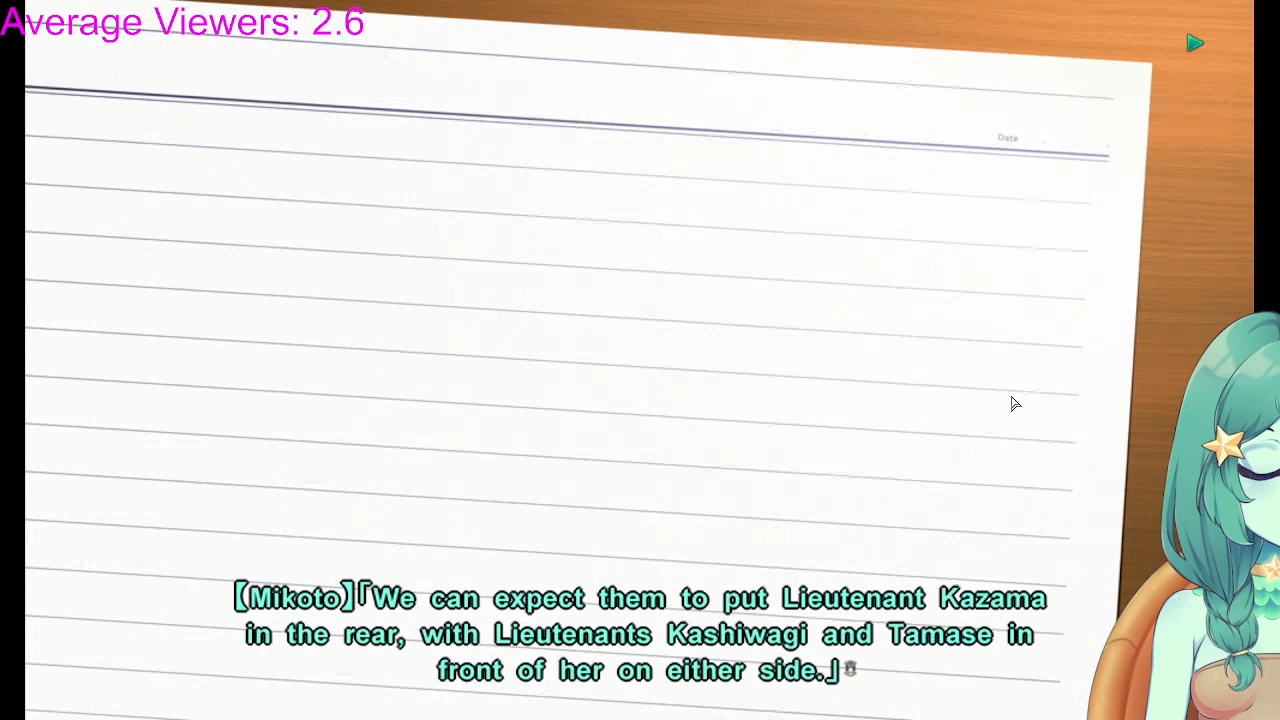 Average Viewers: 2.6
Date
【Mikoto】「We can expect them to put Lieutenant Kazama
in the rear, with Lieutenants Kashiwagi and Tamase in
front of her on either side.」